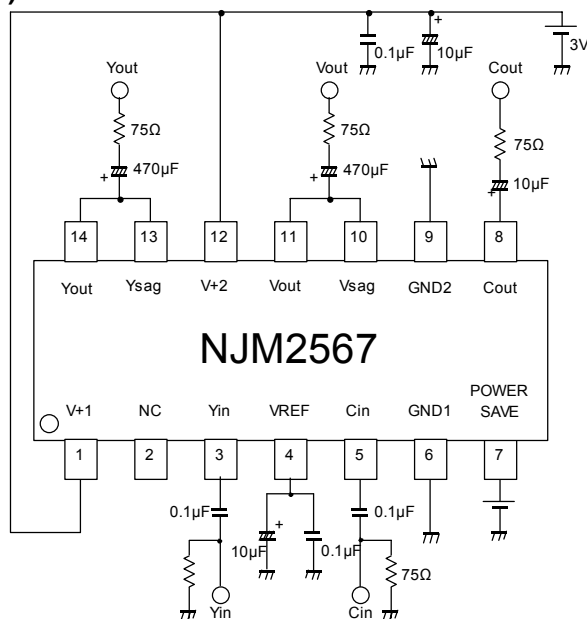 )
+
3V
0.1µF
10µF
Yout
Vout
Cout
75Ω
75Ω
75Ω
+
470µF
+
470µF
+
10µF
14
13
12
11
10
9
8
Yout
Ysag
V+2
Vout
Vsag
GND2
Cout
NJM2567
V+1
NC
Yin
VREF
Cin
GND1
POWER
SAVE
1
2
3
4
5
6
7
0.1µF
+
10µF
0.1µF
0.1µF
75Ω
Yin
Cin